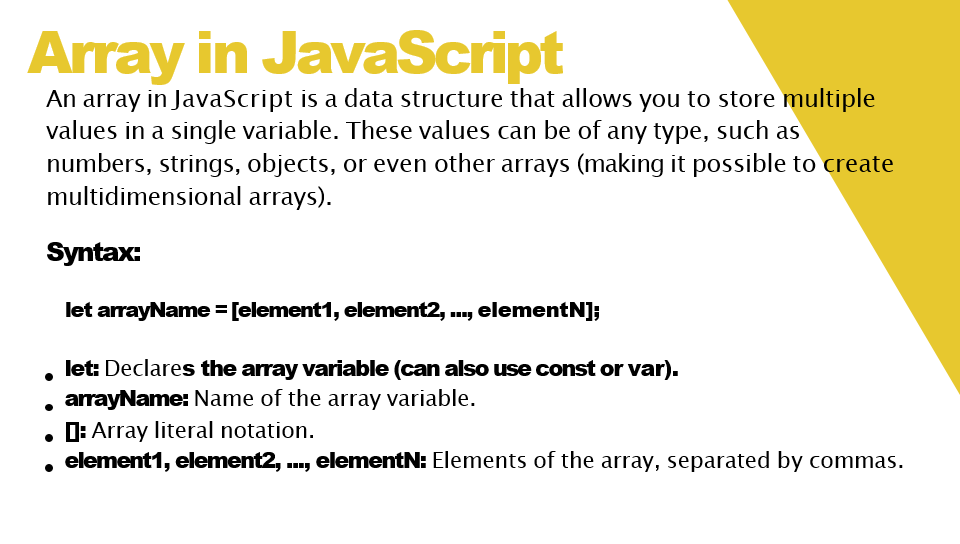 Array in JavaScript
An array in JavaScript is a data structure that allows you to store multiple
values in a single variable. These values can be of any type, such as
numbers, strings, objects, or even other arrays (making it possible to create
multidimensional arrays).
Syntax:
let arrayName = [element1, element2, ..., elementN];
• let: Declares the array variable (can also use const or var).
• arrayName: Name of the array variable.
• []: Array literal notation.
• element1, element2, ..., elementN: Elements of the array, separated by commas.